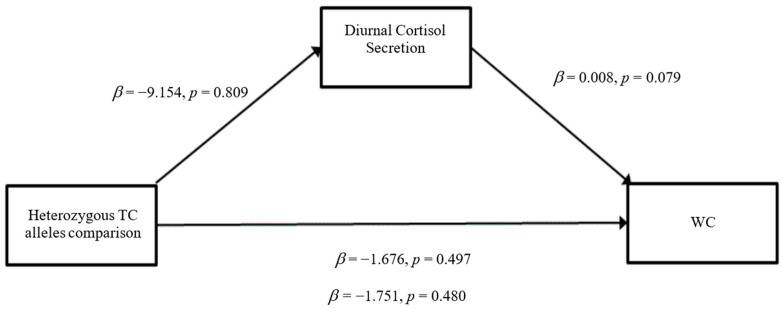 Diurnal Cortisol
Secretion
β = −9.154, p = 0.809
β = 0.008, p = 0.079
Heterozygous TC
alleles comparison
WC
β = −1.676, p = 0.497
β = −1.751, p = 0.480